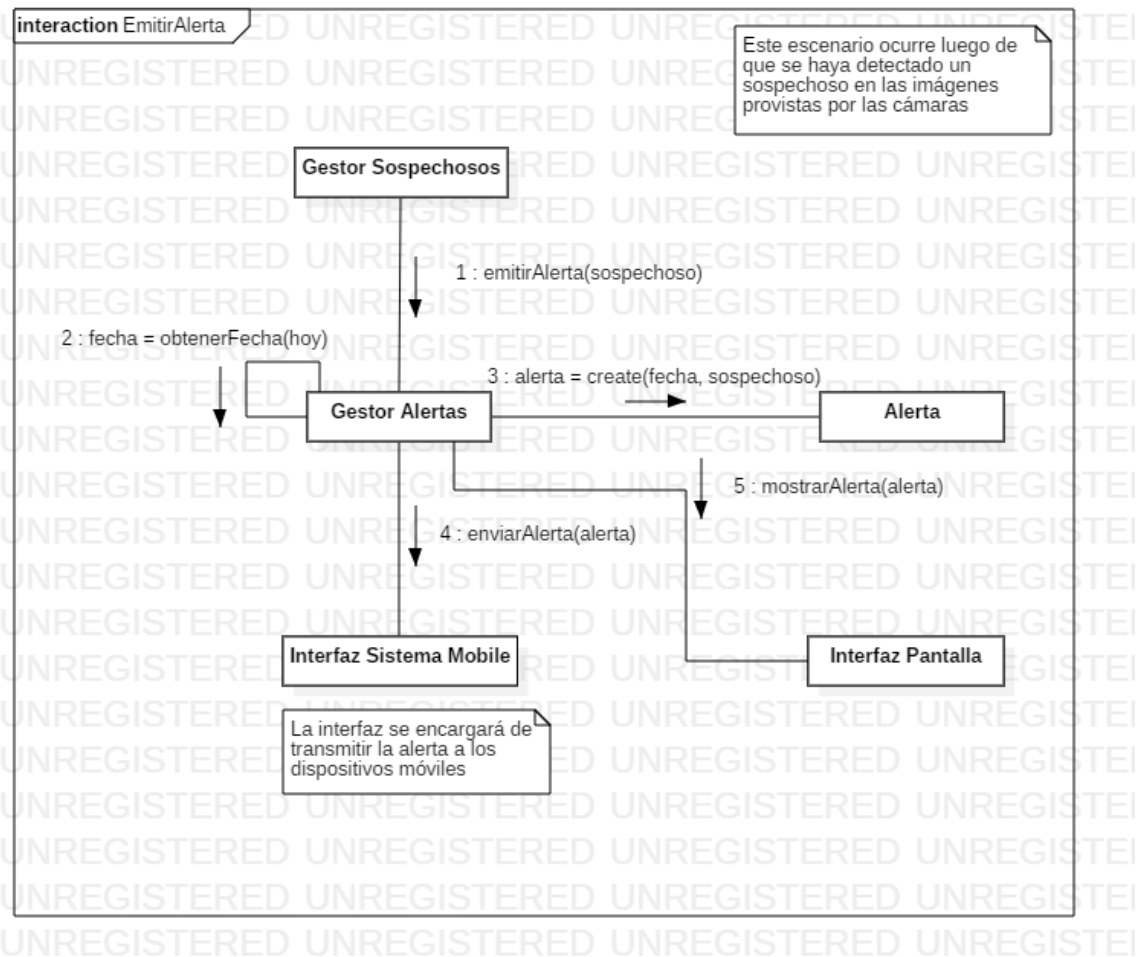 interaction EmitirAlerta
Este escenario ocurre luego de
que se haya detectado un
sospechoso en las imágenes
provistas por las cámaras
Gestor Sospechosos
1 : emitirAlerta(sospechoso)
2 : fecha = obtenerFecha(hoy)
3 : alerta = create(fecha, sospechoso)
Gestor Alertas
Alerta
5 : mostrarAlerta(alerta)
4 : enviarAlerta(alerta)
Interfaz Sistema Mobile
Interfaz Pantalla
La interfaz se encargará de
transmitir la alerta a los
dispositivos móviles
UNREGISTERED